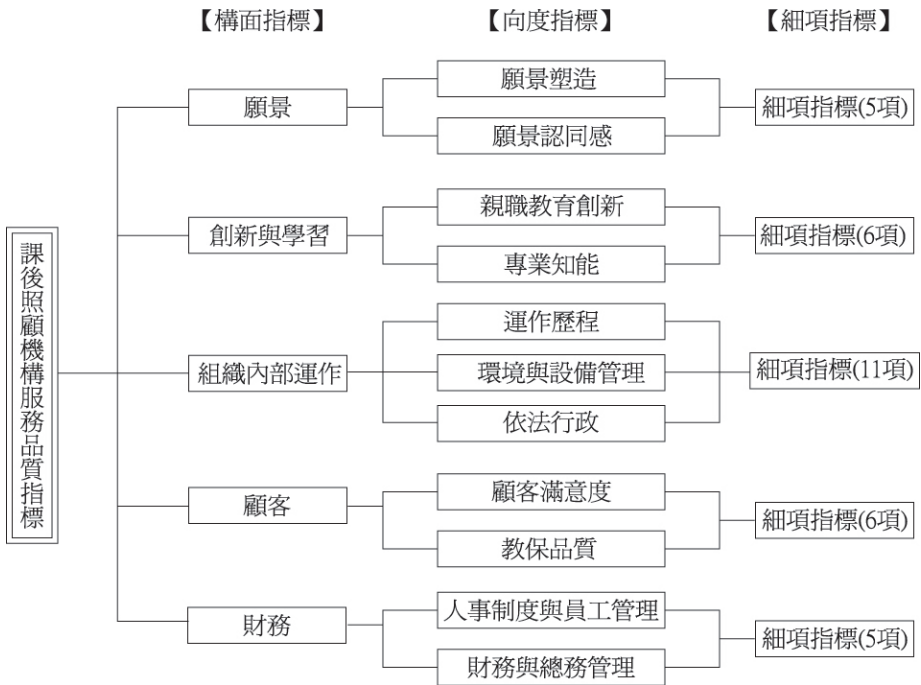 【構面指標】
【向度指標】
【細項指標】
課後照顧機構服務品質指標
願景
願景塑造
願景認同感
細項指標(5項)
創新與學習
親職教育創新
專業知能
細項指標(6項)
組織內部運作
運作歷程
環境與設備管理
依法行政
細項指標(11項)
顧客
顧客滿意度
教保品質
細項指標(6項)
財務
人事制度與員工管理
財務與總務管理
細項指標(5項)